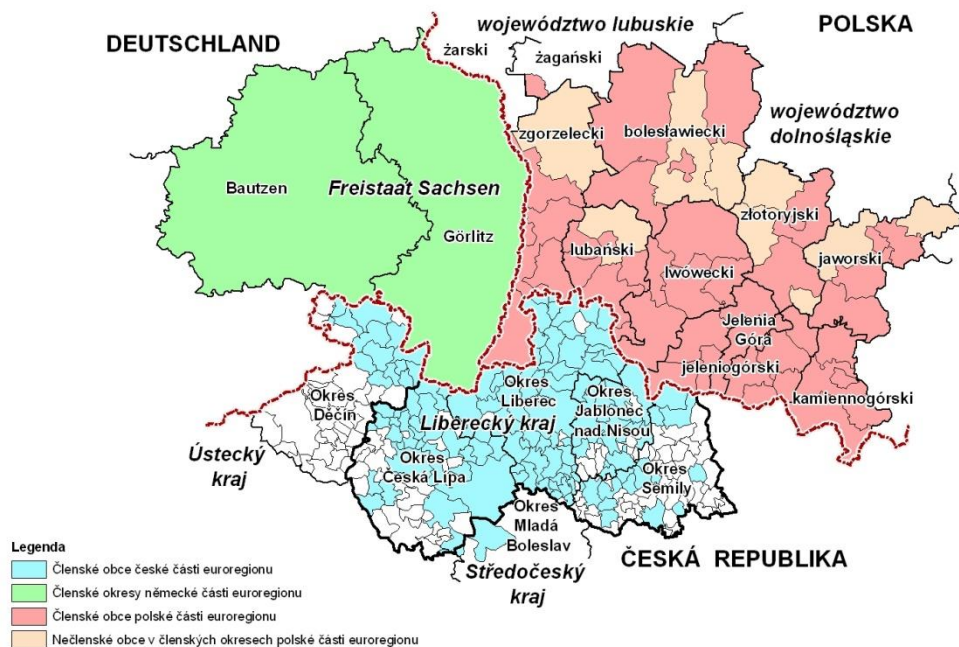 DEUTSCHLAND
województwo lubuskie
POLSKA
żarski
żagański
zgorzelecki
bolesławiecki
województwo
dolnośląskie
Bautzen
Freistaat Sachsen
Görlitz
złotoryjski
lubański
lwówecki
jaworski
Jelenia
Góra
jeleniogórski
kamiennogórski
Okres
Děčín
Okres
Liberec
Okres
Jablonec
nad Nisou
Liberecký kraj
Ústecký
kraj
Okres
Česká Lípa
Okres
Semily
Okres
Mladá
Boleslav
Středočeský
kraj
ČESKÁ REPUBLIKA
Legenda
Členské obce české části euroregionu
Členské okresy německé části euroregionu
Členské obce polské části euroregionu
Nečlenské obce v členských okresech polské části euroregionu